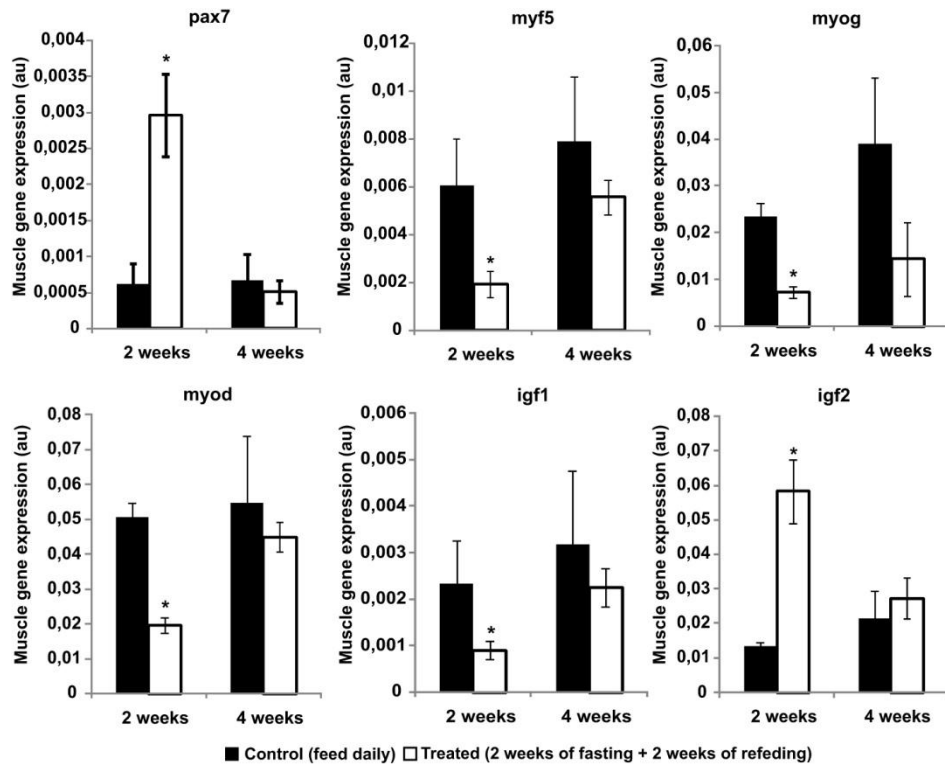 pax7
Muscle gene expression (au)
0,004
0,0035
*
0,003
0,0025
0,002
0,0015
0,001
0,0005
0
2 weeks 4 weeks
myf5
Muscle gene expression (au)
0,012
0,01
0,008
0,006
0,004
*
0,002
0
2 weeks 4 weeks
myog
Muscle gene expression (au)
0,06
0,05
0,04
0,03
0,02
0,01
*
0
2 weeks 4 weeks
myod
Muscle gene expression (au)
0,08
0,07
0,06
0,05
0,04
0,03
0,02
*
0,01
0
2 weeks 4 weeks
igf1
Muscle gene expression (au)
0,006
0,005
0,004
0,003
0,002
0,001
*
0
2 weeks 4 weeks
igf2
Muscle gene expression (au)
0,08
0,07
*
0,06
0,05
0,04
0,03
0,02
0,01
0
2 weeks 4 weeks
Control (feed daily) Treated (2 weeks of fasting + 2 weeks of refeding)